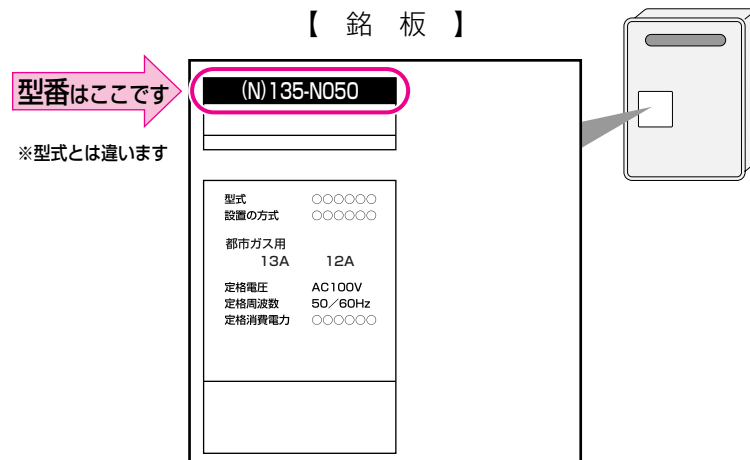 【 銘 板 】
型番はここです
(N)135-N050
※型式とは違います
型式 ○○○○○○
設置の方式 ○○○○○○
都市ガス用
13A 12A
定格電圧 AC100V
定格周波数 50／60Hz
定格消費電力 ○○○○○○